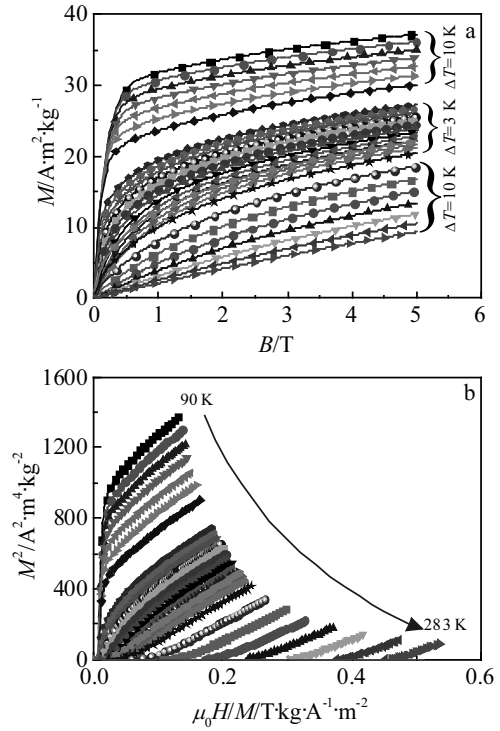 a
40
30
20
10
0
M/A·m²·kg⁻¹
ΔT=10 K
ΔT=3 K
ΔT=10 K
0 1 2 3 4 5 6
B/T
b
1600
1200
800
400
0
M²/A²·m⁴·kg⁻²
90 K
283 K
0.0 0.2 0.4 0.6
μ₀H/M/T·kg·A⁻¹·m⁻²